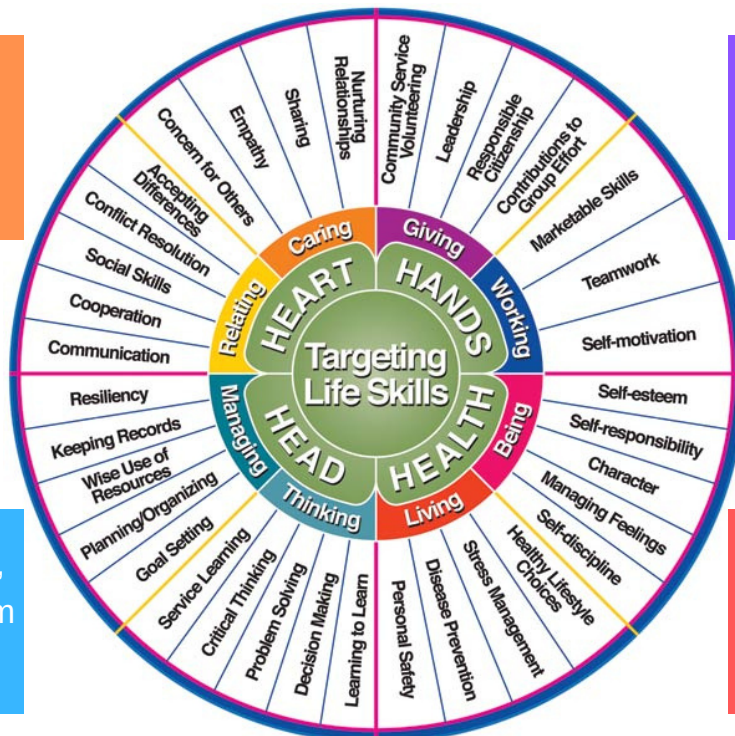 Targeting
Life Skills
HEART
HANDS
HEALTH
HEAD
Caring
Giving
Working
Being
Living
Thinking
Managing
Relating
Nurturing
Relationships
Sharing
Empathy
Concern for Others
Accepting
Differences
Conflict Resolution
Social Skills
Cooperation
Communication
Community Service
Volunteering
Leadership
Responsible
Citizenship
Contributions to
Group Effort
Marketable Skills
Teamwork
Self-motivation
Self-esteem
Self-responsibility
Character
Managing Feelings
Self-discipline
Healthy Lifestyle
Choices
Stress Management
Disease Prevention
Personal Safety
Learning to Learn
Decision Making
Problem Solving
Critical Thinking
Service Learning
Goal Setting
Planning/Organizing
Wise Use of
Resources
Keeping Records
Resiliency